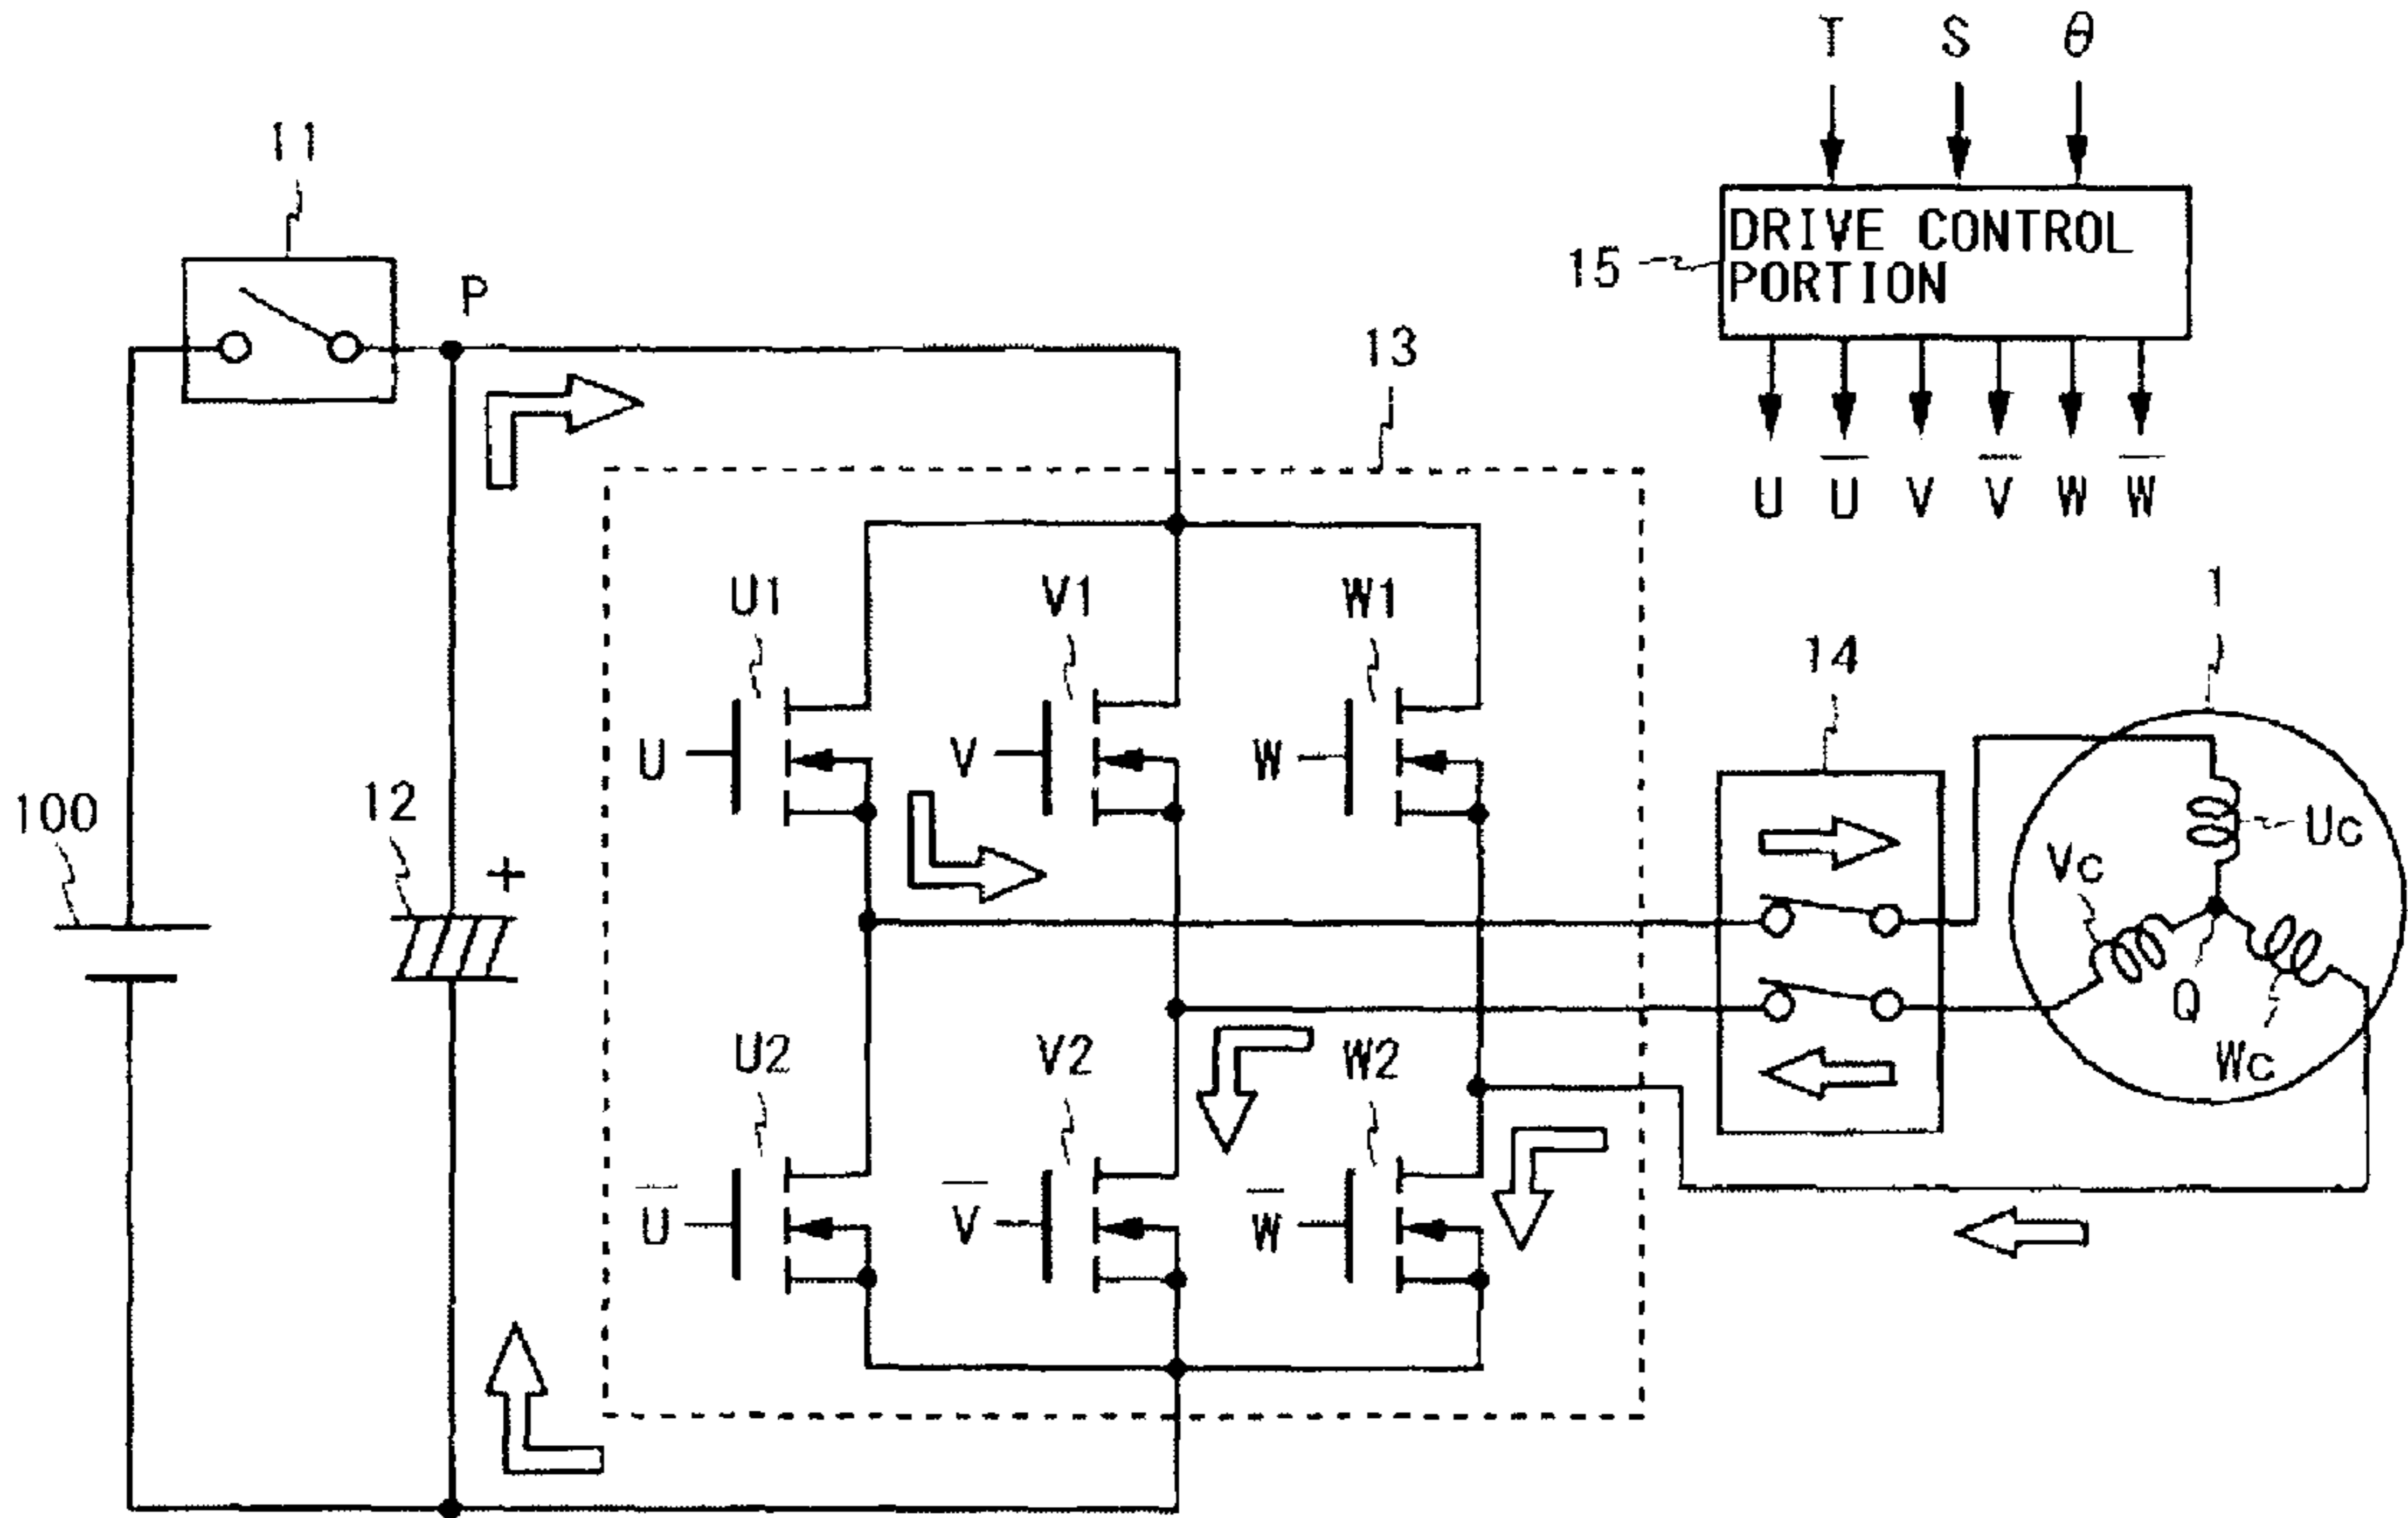 T S θ
11
DRIVE CONTROL
PORTION
15
P
13
U U̅ V V̅ W W̅
U1 V1 W1
1
14
U V W
100
12
+
Uc
Vc
Q
Wc
U2 V2 W2
U̅ V̅ W̅